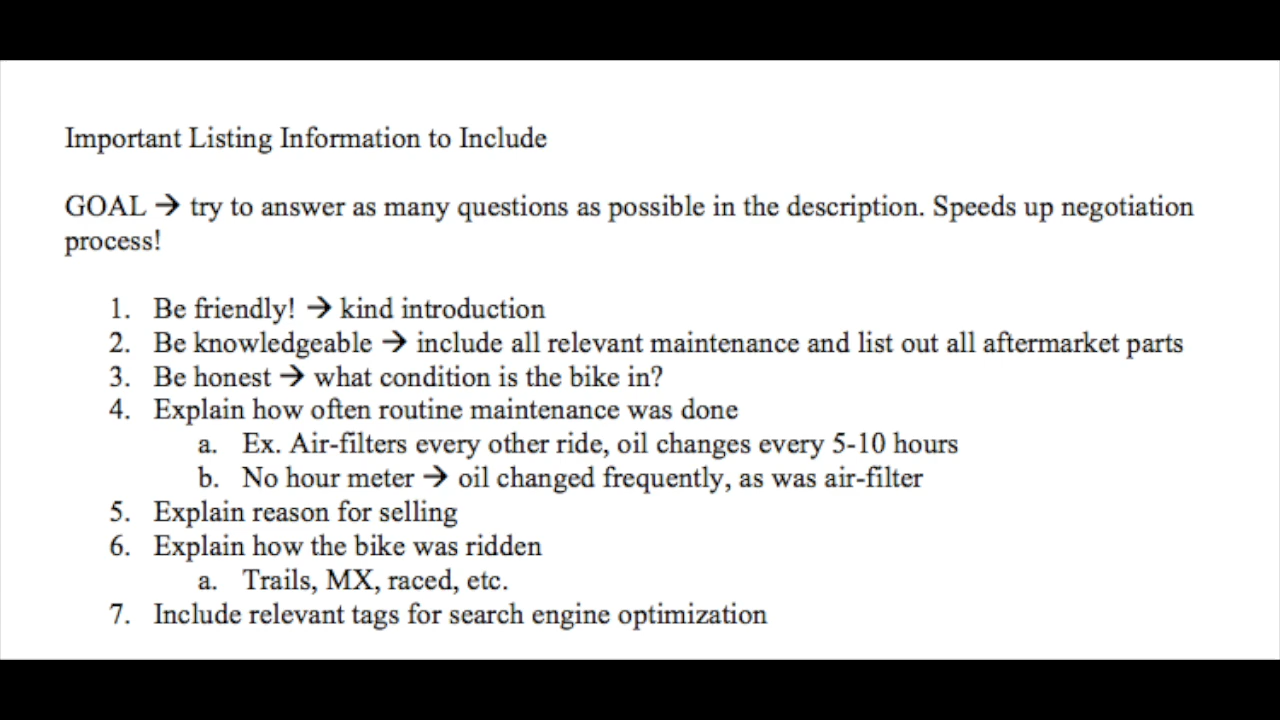 Important Listing Information to Include
GOAL → try to answer as many questions as possible in the description. Speeds up negotiation
process!
1. Be friendly! → kind introduction
2. Be knowledgeable → include all relevant maintenance and list out all aftermarket parts
3. Be honest → what condition is the bike in?
4. Explain how often routine maintenance was done
a. Ex. Air-filters every other ride, oil changes every 5-10 hours
b. No hour meter → oil changed frequently, as was air-filter
5. Explain reason for selling
6. Explain how the bike was ridden
a. Trails, MX, raced, etc.
7. Include relevant tags for search engine optimization